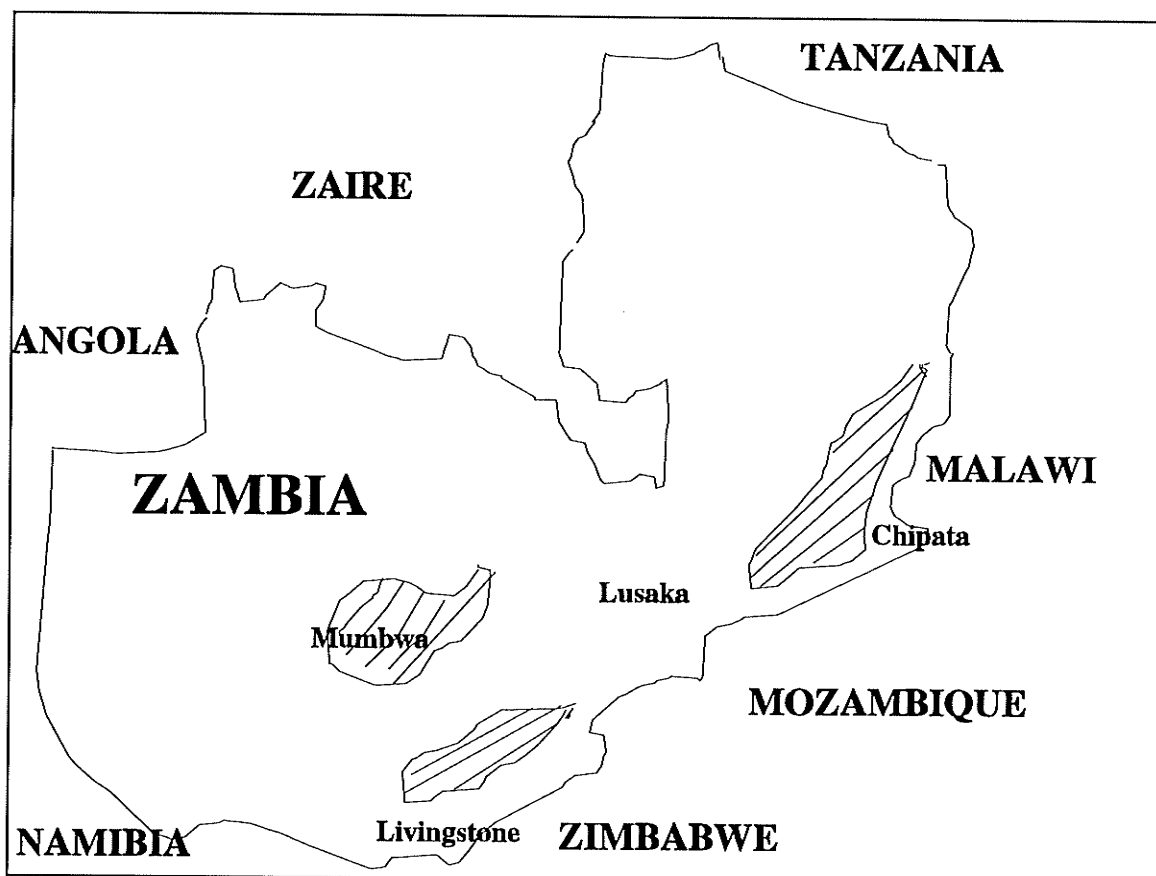 TANZANIA
ZAIRE
ANGOLA
ZAMBIA
MALAWI
Chipata
Lusaka
Mumbwa
MOZAMBIQUE
Livingstone
ZIMBABWE
NAMIBIA